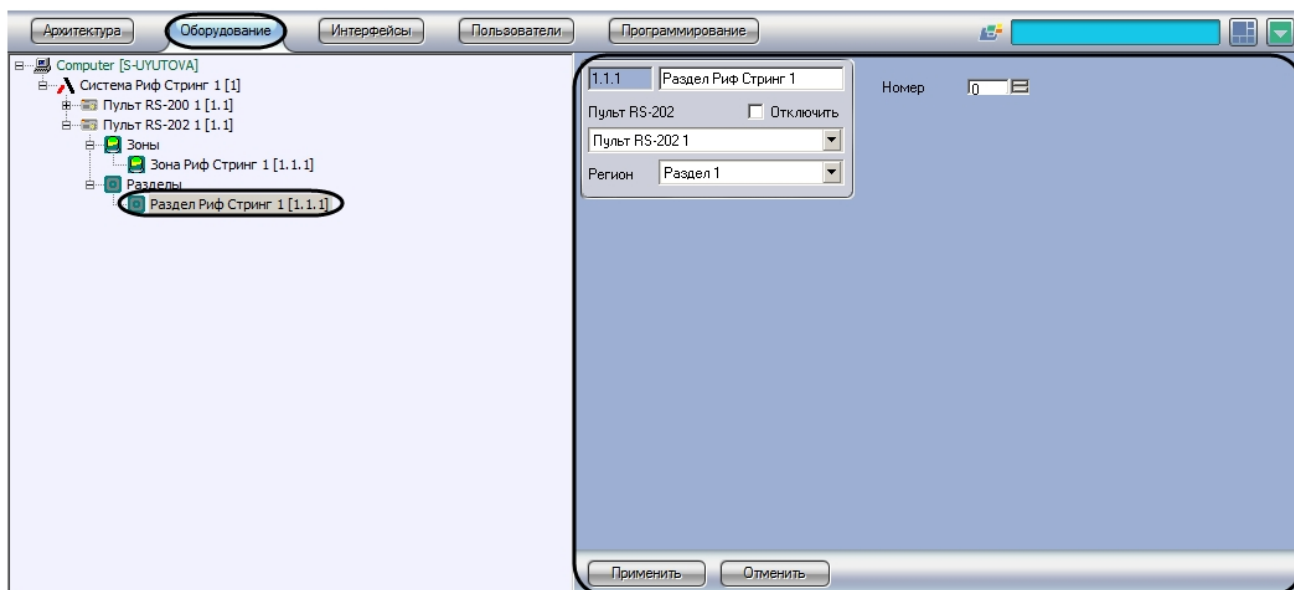 Архитектура Оборудование Интерфейсы Пользователи Программирование
Computer [S-UYUTOVA]
Система Риф Стринг 1 [1]
Пульт RS-200 1 [1.1]
Пульт RS-202 1 [1.1]
Зоны
Зона Риф Стринг 1 [1.1.1]
Разделы
Раздел Риф Стринг 1 [1.1.1]
1.1.1 Раздел Риф Стринг 1
Номер 0
Пульт RS-202 Отключить
Пульт RS-202 1
Регион Раздел 1
Применить Отменить